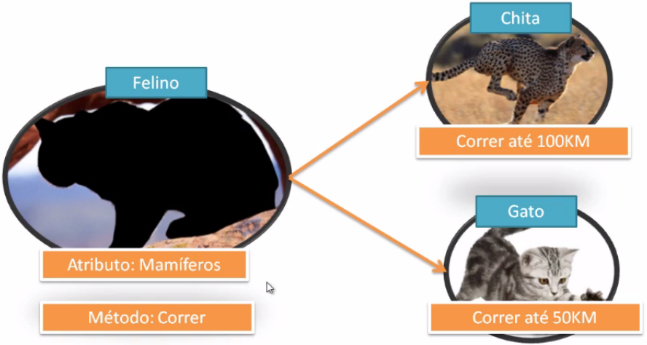 Felino
Atributo: Mamíferos
Método: Correr
Chita
Correr até 100KM
Gato
Correr até 50KM